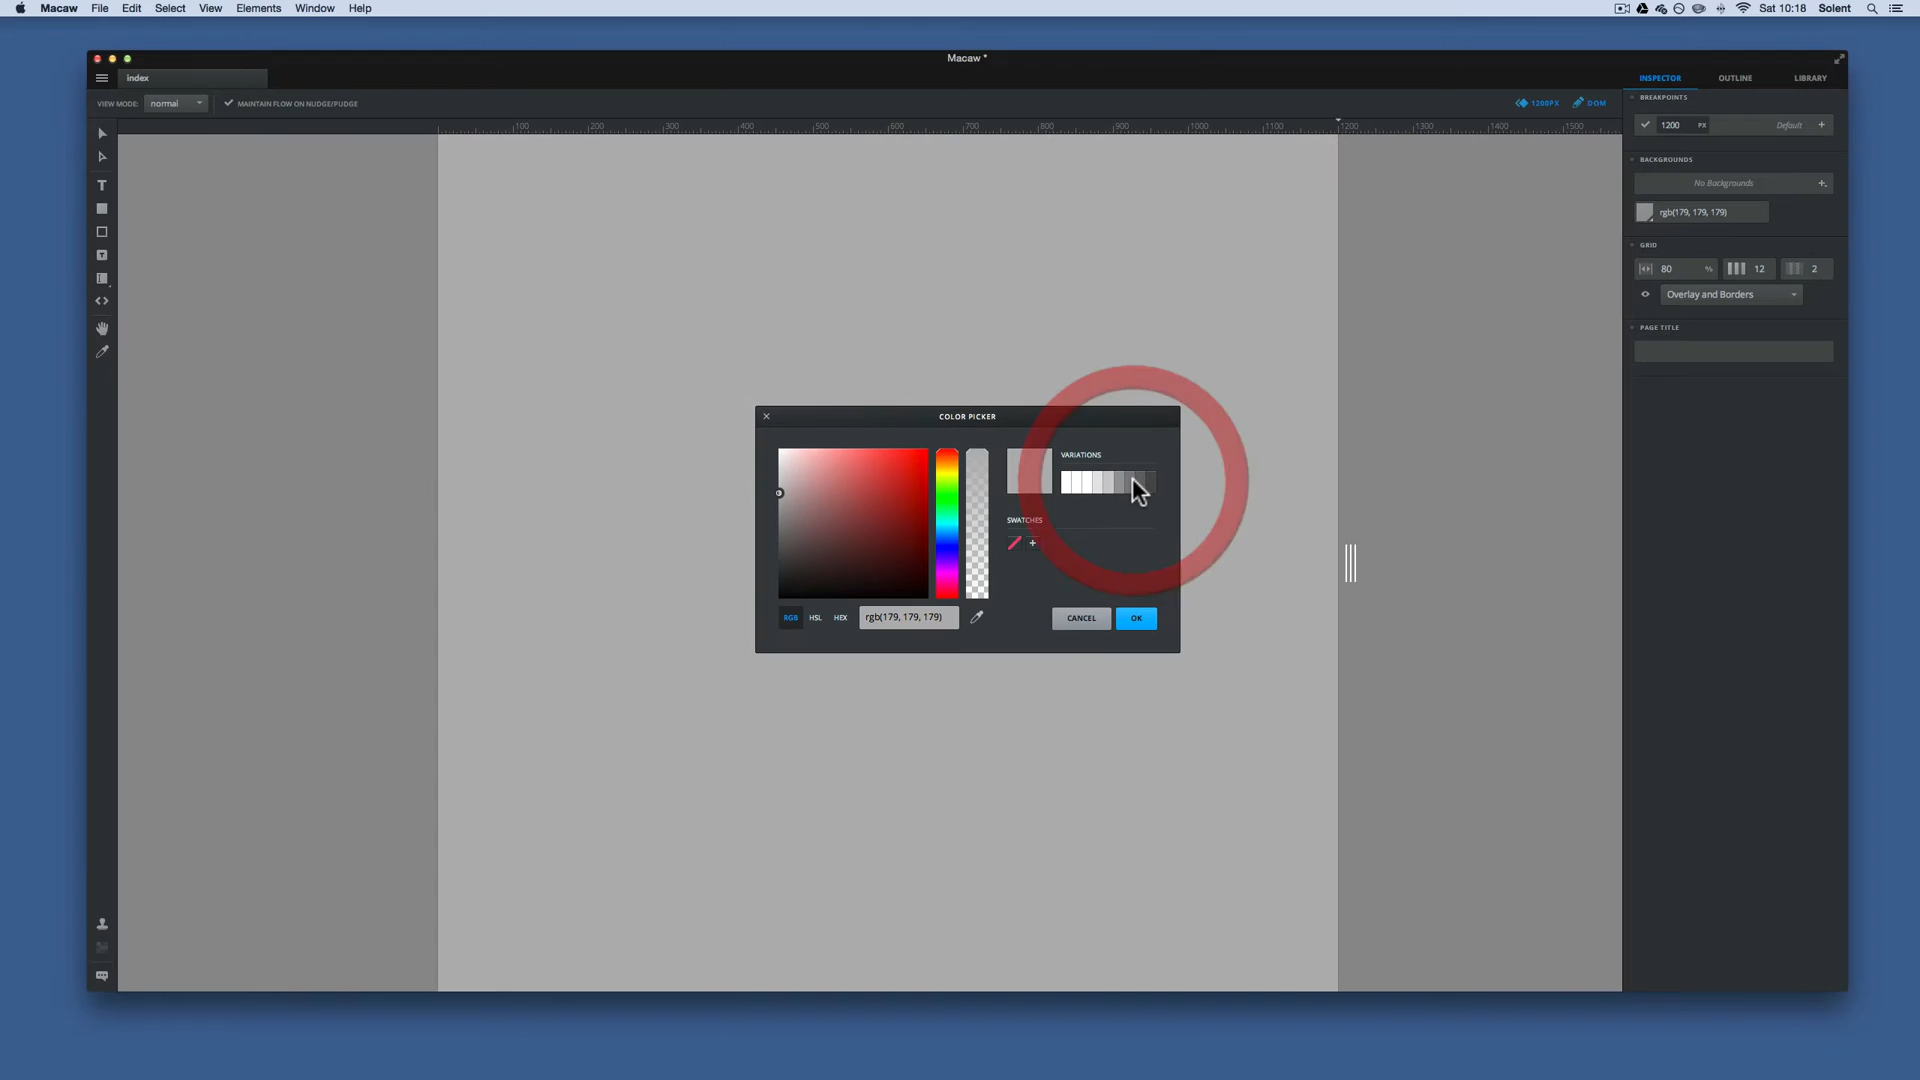 Macaw File Edit Select View Elements Window Help Sat 10:18 Solent
Macaw *
index INSPECTOR OUTLINE LIBRARY
VIEW MODE: normal MAINTAIN FLOW ON NUDGE/PUDGE 1200PX DOM
BREAKPOINTS
1200 PX Default +
100 200 300 400 500 600 700 800 900 1000 1100 1200 1300 1400 1500
BACKGROUNDS
No Backgrounds
rgb(179, 179, 179)
GRID
80 % 12 2
Overlay and Borders
PAGE TITLE
T
COLOR PICKER
VARIATIONS
SWATCHES
+
RGB HSL HEX rgb(179, 179, 179) CANCEL OK